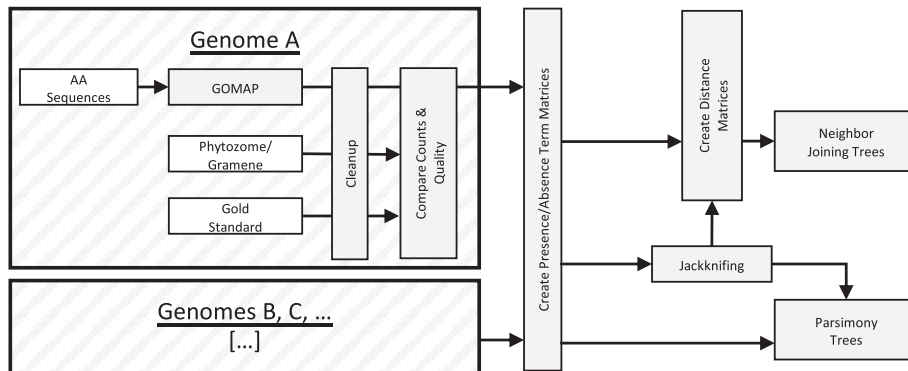 Genome A
AA
Sequences
GOMAP
Phytozome/
Gramene
Gold
Standard
Cleanup
Compare Counts &
Quality
Genomes B, C, ...
[...]
Create Presence/Absence Term Matrices
Create Distance
Matrices
Neighbor
Joining Trees
Jackknifing
Parsimony
Trees